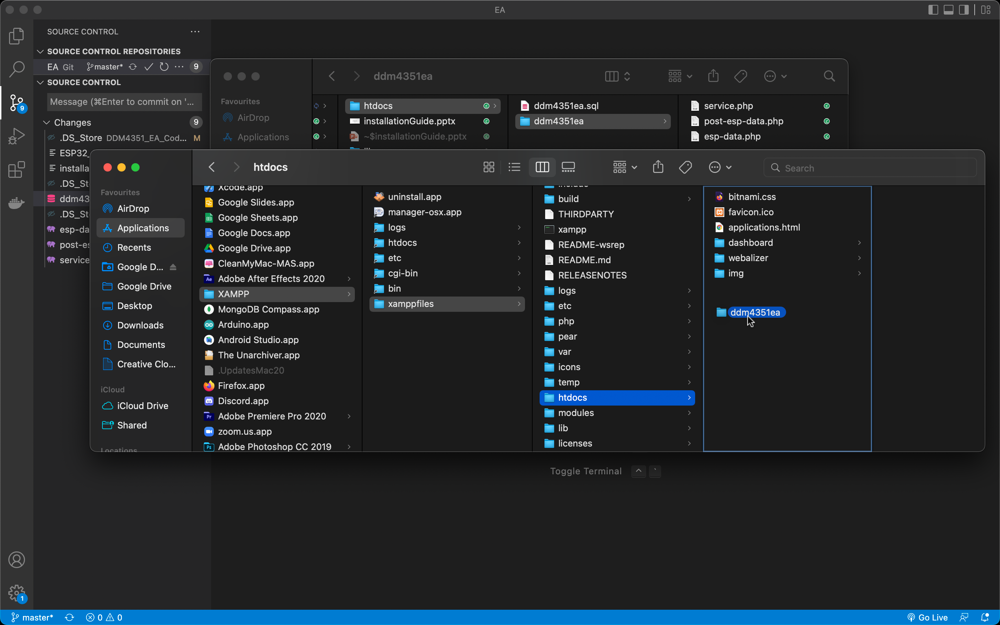 EA
SOURCE CONTROL
SOURCE CONTROL REPOSITORIES
EA Git master* 9
SOURCE CONTROL
Message (⌘Enter to commit on '...
Changes 9
.DS_Store DDM4351_EA_Cod... M
ESP32_
installa
.DS_St
ddm43
.DS_St
esp-da
post-es
service
9
1
ddm4351ea
Favourites
AirDrop
Applications
htdocs
installationGuide.pptx
~$installationGuide.pptx
ddm4351ea.sql
ddm4351ea
service.php
post-esp-data.php
esp-data.php
htdocs
Search
Favourites
AirDrop
Applications
Recents
Google D...
Google Drive
Desktop
Downloads
Documents
Creative Clo...
iCloud
iCloud Drive
Shared
Locations
Xcode.app
Google Slides.app
Google Sheets.app
Google Docs.app
Google Drive.app
CleanMyMac-MAS.app
Adobe After Effects 2020
XAMPP
MongoDB Compass.app
Arduino.app
Android Studio.app
The Unarchiver.app
.UpdatesMac20
Firefox.app
Discord.app
Adobe Premiere Pro 2020
zoom.us.app
Adobe Photoshop CC 2019
uninstall.app
manager-osx.app
logs
htdocs
etc
cgi-bin
bin
xamppfiles
include
build
THIRDPARTY
xampp
README-wsrep
README.md
RELEASENOTES
logs
etc
php
pear
var
icons
temp
htdocs
modules
lib
licenses
bitnami.css
favicon.ico
applications.html
dashboard
webalizer
img
ddm4351ea
Toggle Terminal ^ `
master* 0 0
Go Live